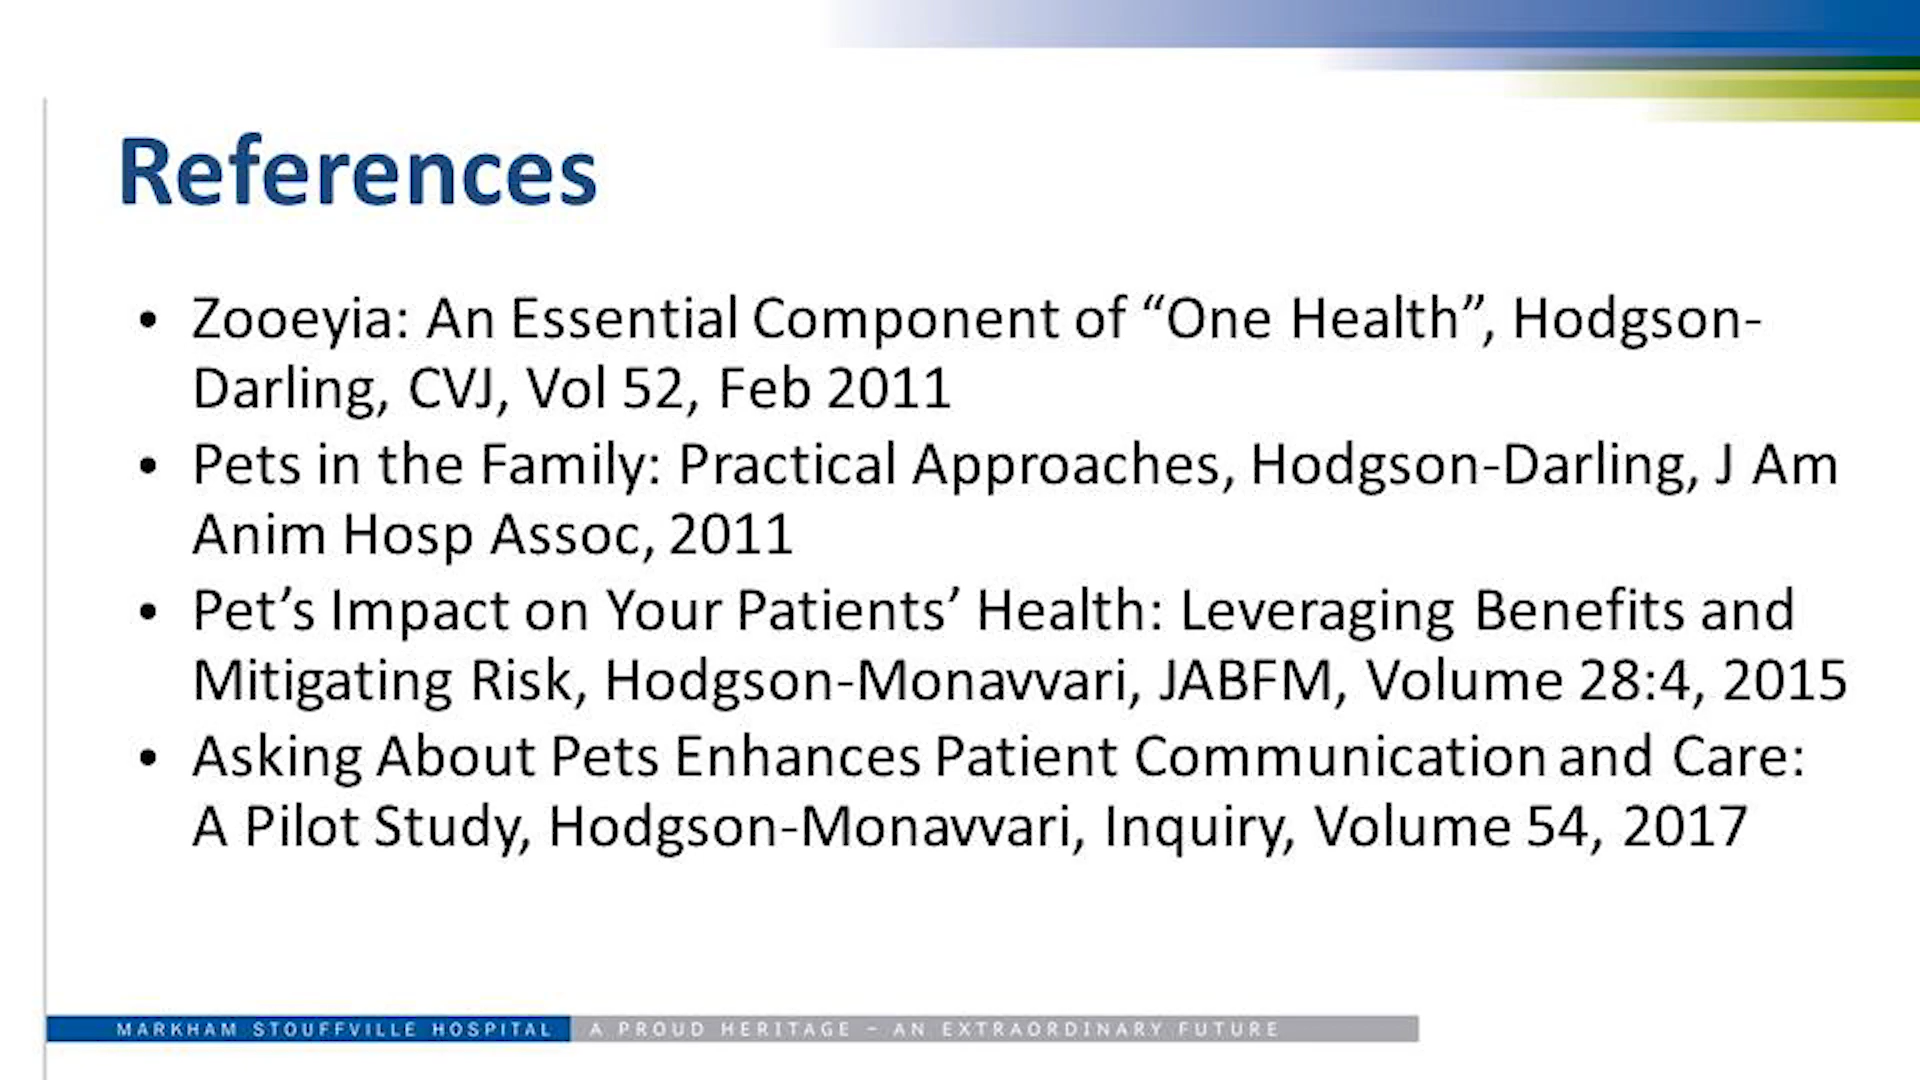 References
• Zooeyia: An Essential Component of “One Health”, Hodgson-
Darling, CVJ, Vol 52, Feb 2011
• Pets in the Family: Practical Approaches, Hodgson-Darling, J Am
Anim Hosp Assoc, 2011
• Pet’s Impact on Your Patients’ Health: Leveraging Benefits and
Mitigating Risk, Hodgson-Monavvari, JABFM, Volume 28:4, 2015
• Asking About Pets Enhances Patient Communication and Care:
A Pilot Study, Hodgson-Monavvari, Inquiry, Volume 54, 2017
MARKHAM STOUFFVILLE HOSPITAL A PROUD HERITAGE – AN EXTRAORDINARY FUTURE